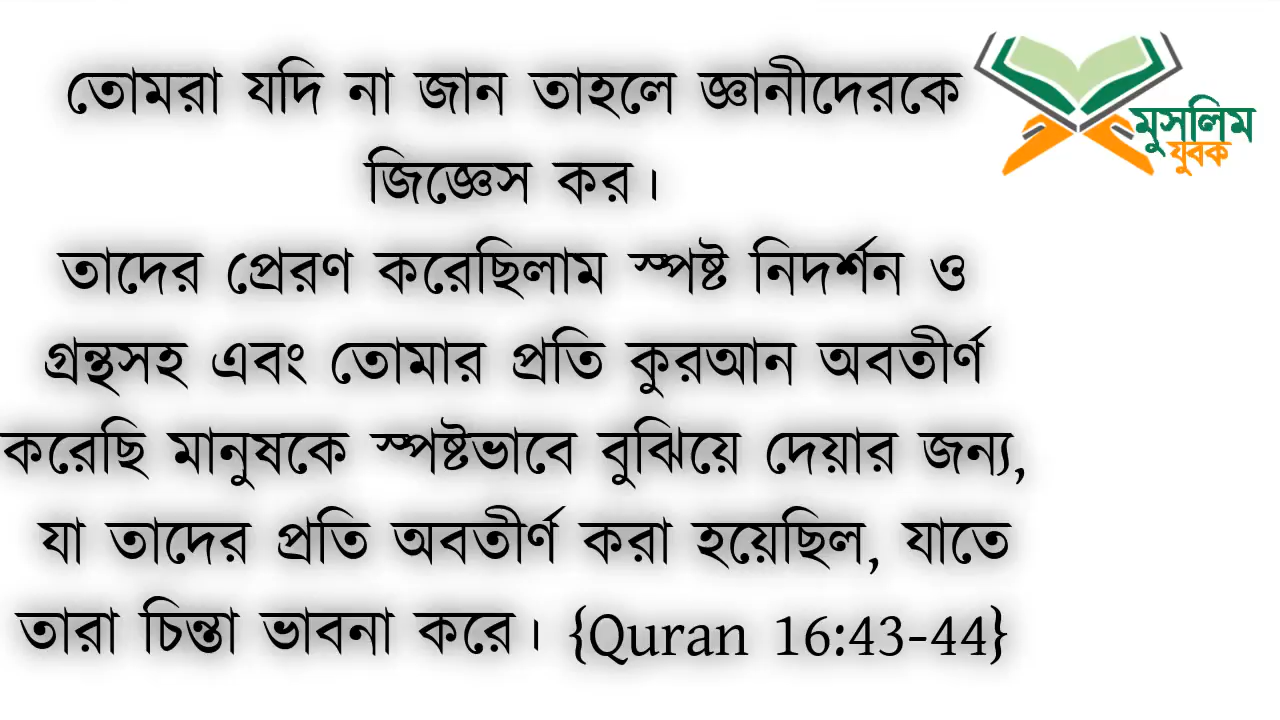 তোমরা যদি না জান তাহলে জ্ঞানীদেরকে
জিজ্ঞেস কর।
তাদের প্রেরণ করেছিলাম স্পষ্ট নিদর্শন ও
গ্রন্থসহ এবং তোমার প্রতি কুরআন অবতীর্ণ
করেছি মানুষকে স্পষ্টভাবে বুঝিয়ে দেয়ার জন্য,
যা তাদের প্রতি অবতীর্ণ করা হয়েছিল, যাতে
তারা চিন্তা ভাবনা করে। {Quran 16:43-44}
মুসলিম
যুবক